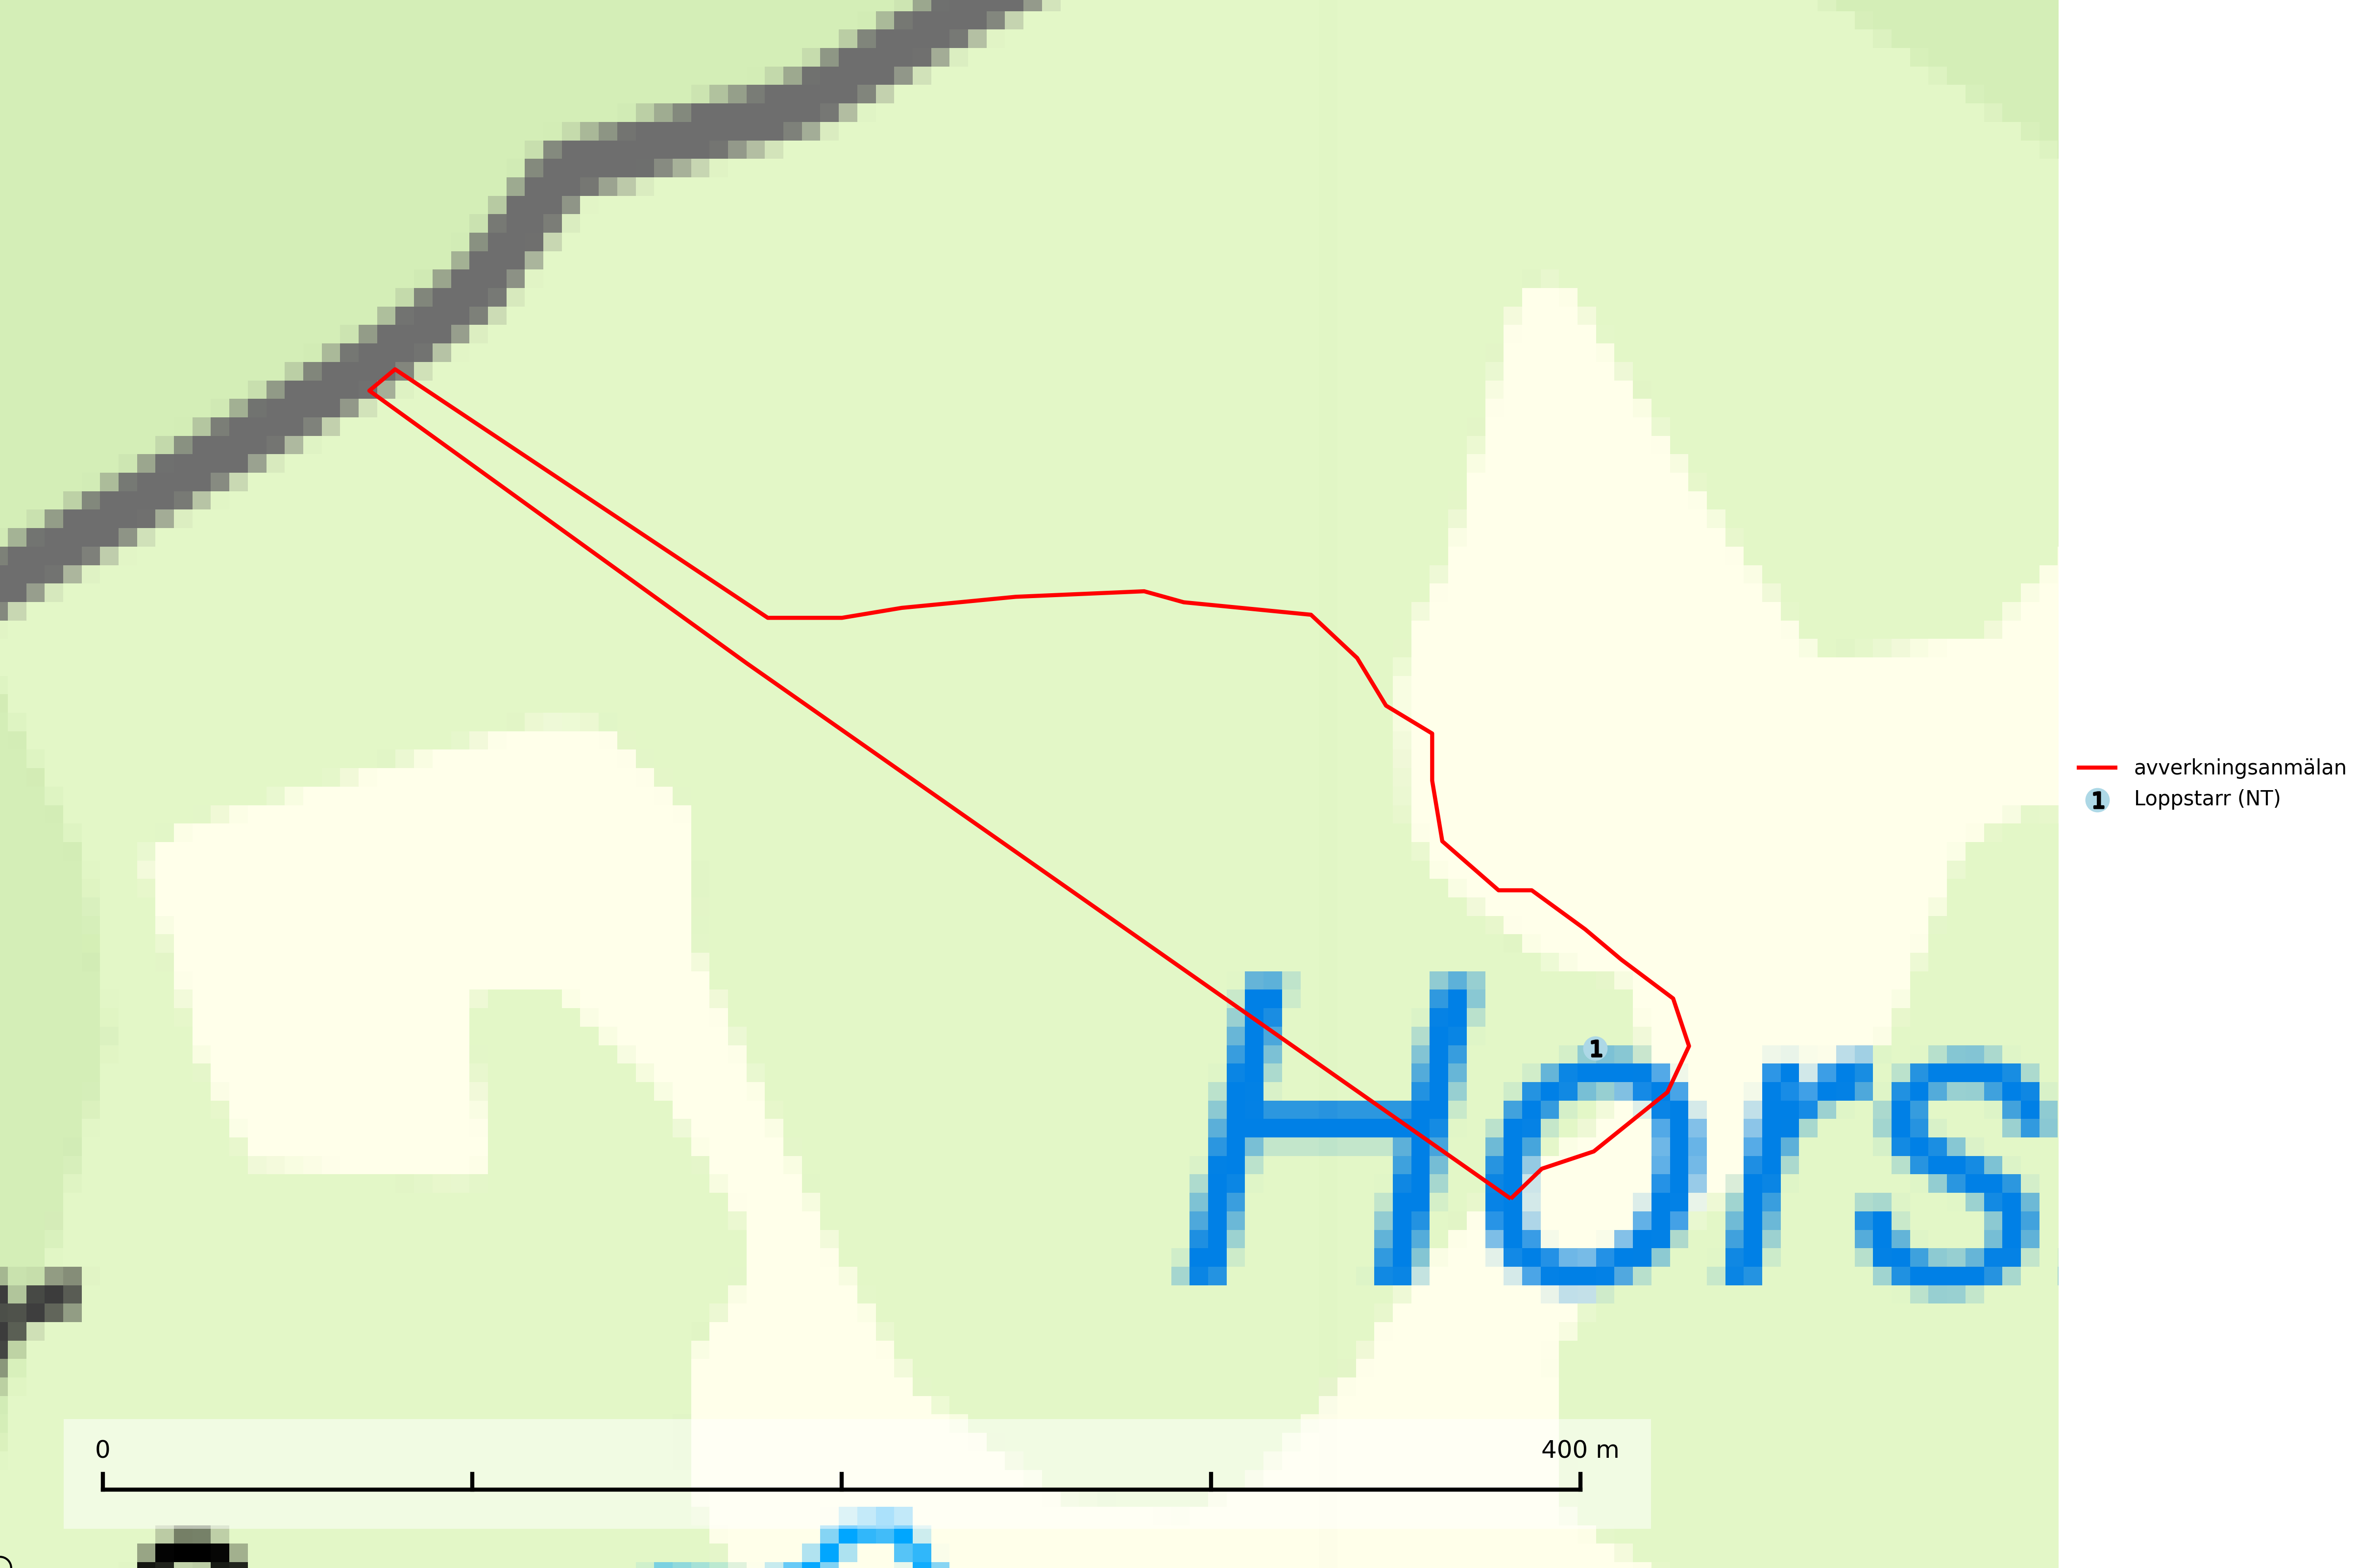 avverkningsanmälan
1 Loppstarr (NT)
1
Hors
0 400 m